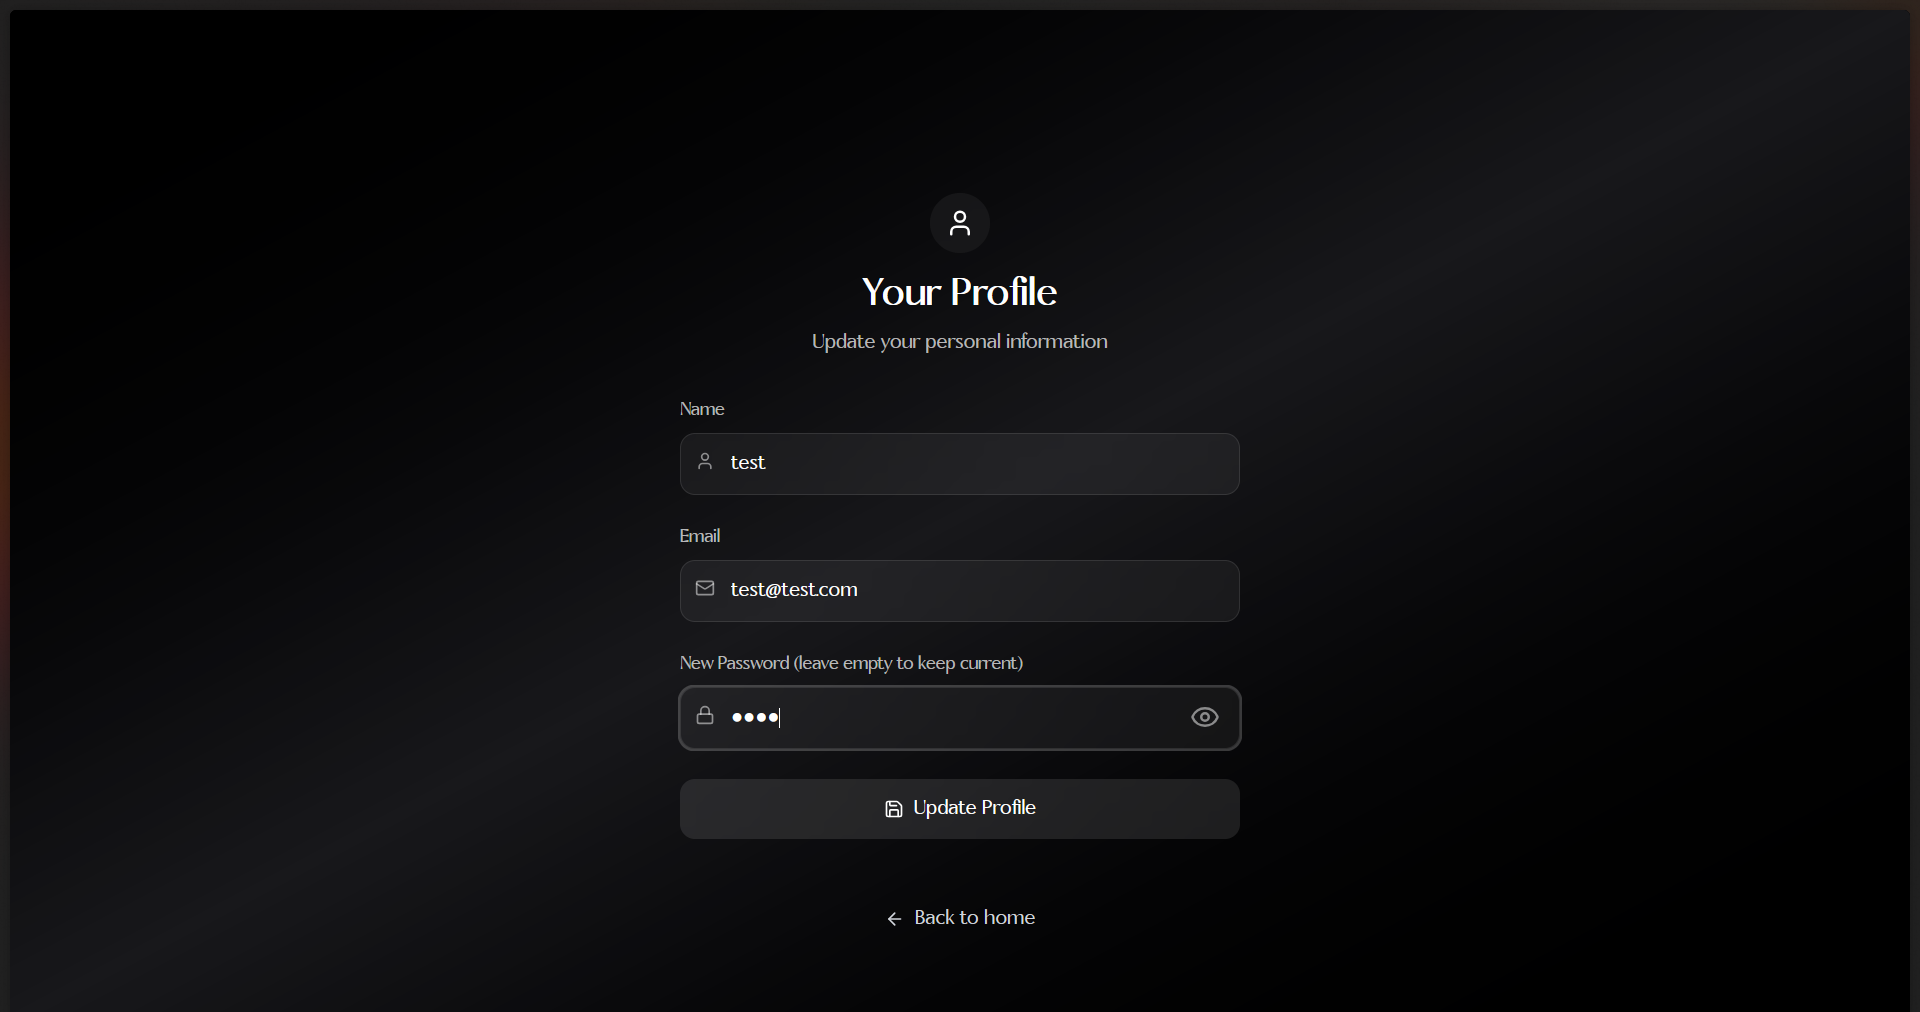 Your Profile
Update your personal information
Name
test
Email
test@test.com
New Password (leave empty to keep current)
••••
Update Profile
Back to home